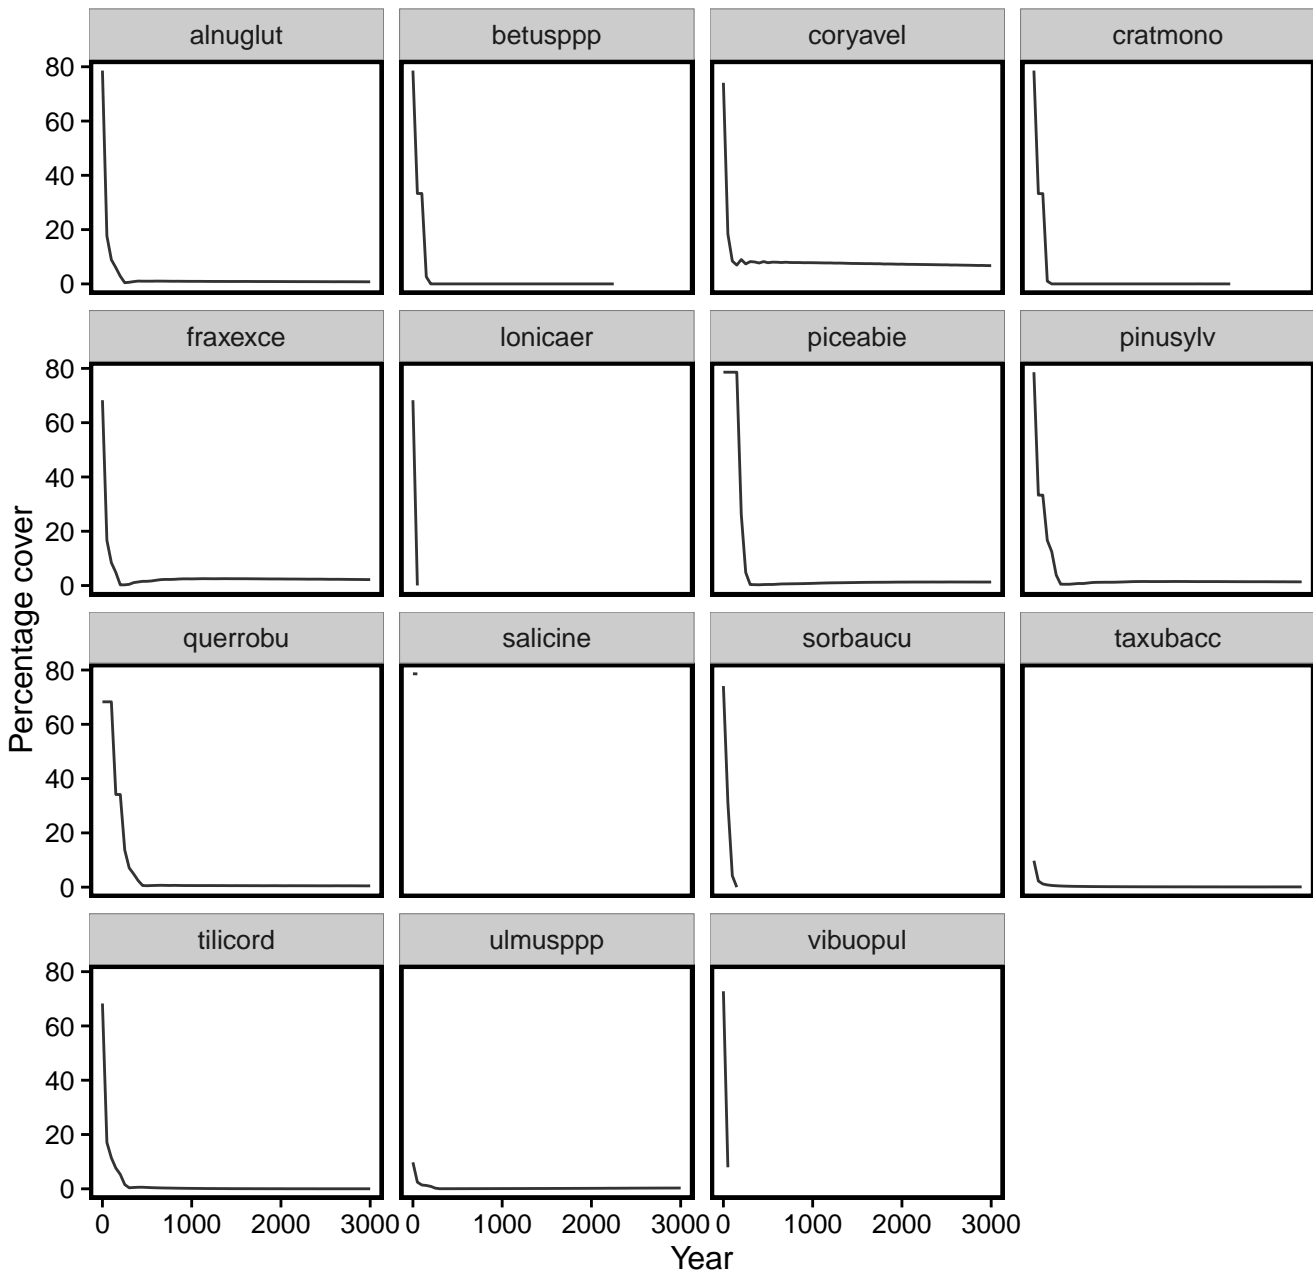 alnuglut betusppp coryavel cratmono
80
60
40
20
0
fraxexce lonicaer piceabie pinusylv
80
60
40
20
0
querrobu salicine sorbaucu taxubacc
80
60
40
20
0
tilicord ulmusppp vibuopul
80
60
40
20
0
0 1000 2000 3000 0 1000 2000 3000 0 1000 2000 3000
Year
Percentage cover